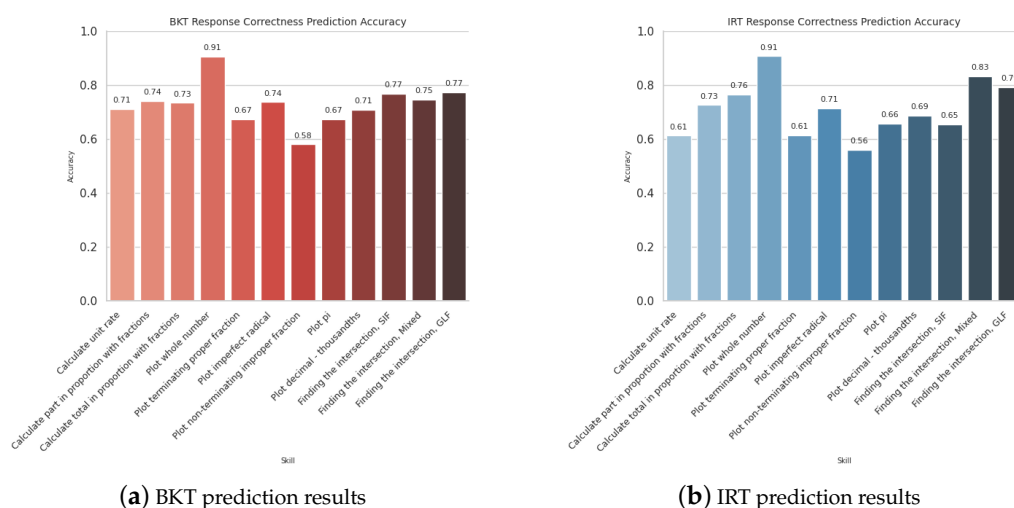 BKT Response Correctness Prediction Accuracy
1.0
0.8
0.6
0.4
0.2
0.0
Accuracy
0.71
0.74
0.73
0.91
0.67
0.74
0.58
0.67
0.71
0.77
0.75
0.77
Calculate unit rate
Calculate part in proportion with fractions
Calculate total in proportion with fractions
Plot whole number
Plot terminating proper fraction
Plot imperfect radical
Plot non-terminating improper fraction
Plot pi
Plot decimal - thousandths
Finding the intersection, SIF
Finding the intersection, Mixed
Finding the intersection, GLF
Skill
(a) BKT prediction results
IRT Response Correctness Prediction Accuracy
1.0
0.8
0.6
0.4
0.2
0.0
Accuracy
0.61
0.73
0.76
0.91
0.61
0.71
0.56
0.66
0.69
0.65
0.83
0.7
Calculate unit rate
Calculate part in proportion with fractions
Calculate total in proportion with fractions
Plot whole number
Plot terminating proper fraction
Plot imperfect radical
Plot non-terminating improper fraction
Plot pi
Plot decimal - thousandths
Finding the intersection, SIF
Finding the intersection, Mixed
Finding the intersection, GLF
Skill
(b) IRT prediction results